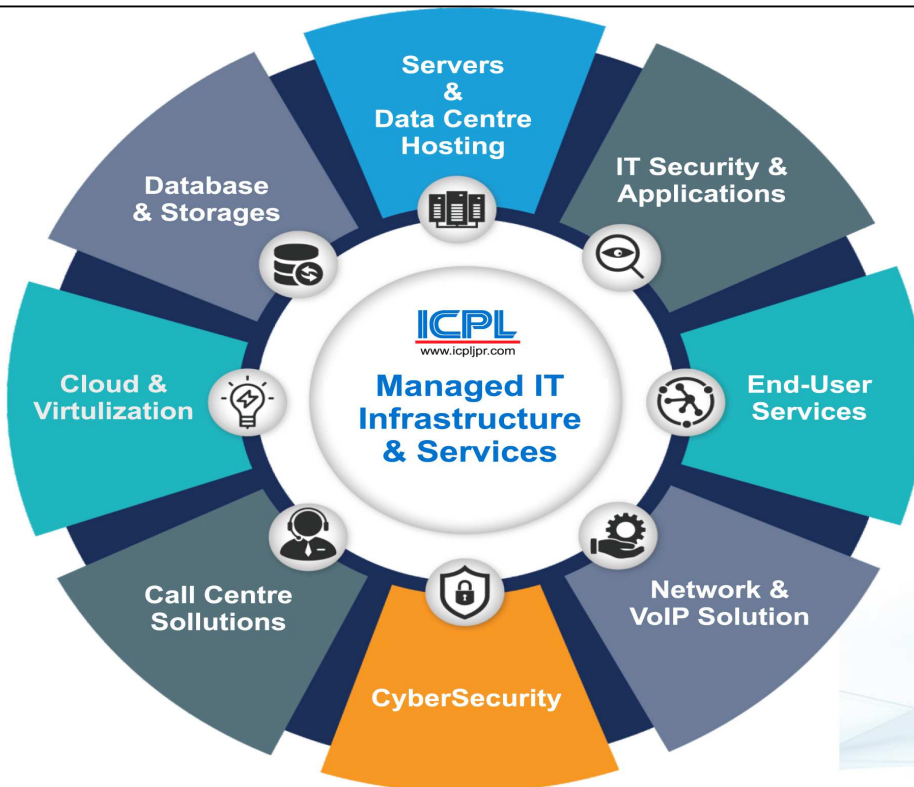 Servers
&
Data Centre
Hosting
IT Security &
Applications
End-User
Services
Network &
VoIP Solution
CyberSecurity
Call Centre
Sollutions
Cloud &
Virtulization
Database
& Storages
ICPL
www.icpljpr.com
Managed IT
Infrastructure
& Services